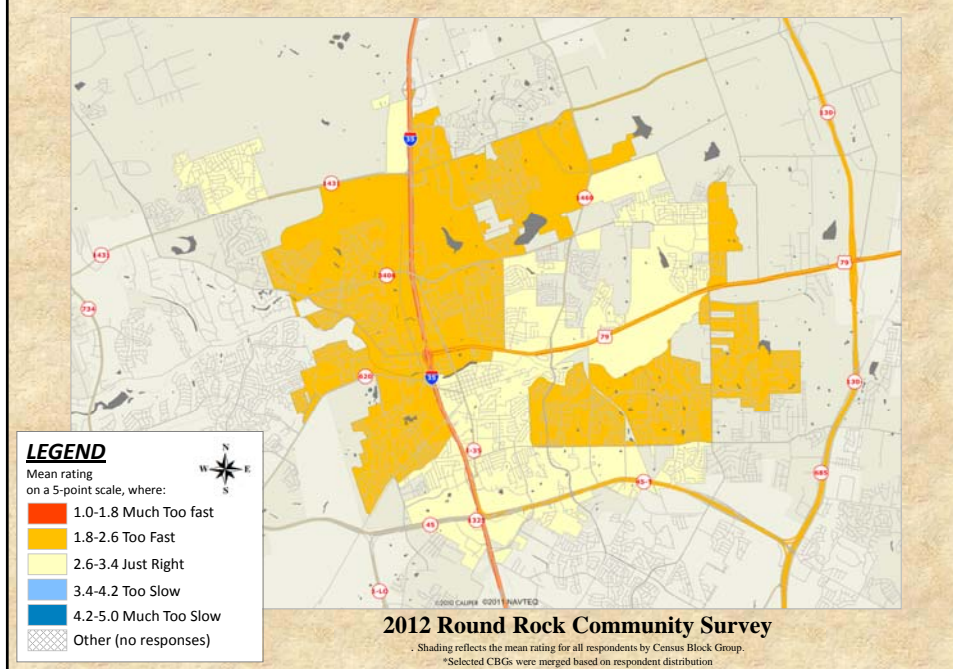 35
130
1431
1460
1431
79
3406
734
79
620
35
130
I-35
685
45-T
45
1325
LEGEND
Mean rating
on a 5-point scale, where:
N
W E
S
1.0-1.8 Much Too fast
1.8-2.6 Too Fast
2.6-3.4 Just Right
3.4-4.2 Too Slow
4.2-5.0 Much Too Slow
Other (no responses)
©2010 CALIPER ©2011 NAVTEQ
2012 Round Rock Community Survey
. Shading reflects the mean rating for all respondents by Census Block Group.
*Selected CBGs were merged based on respondent distribution